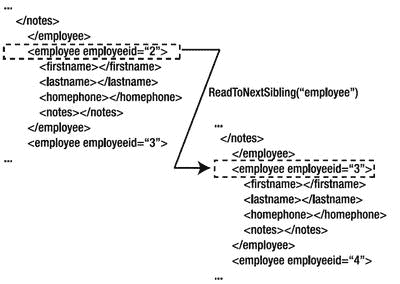 ...
</notes>
</employee>
<employee employeeid=“2”>
<firstname></firstname>
<lastname></lastname>
<homephone></homephone>
<notes></notes>
</employee>
<employee employeeid=“3”>
...
ReadToNextSibling(“employee”)
...
</notes>
</employee>
<employee employeeid=“3”>
<firstname></firstname>
<lastname></lastname>
<homephone></homephone>
<notes></notes>
</employee>
<employee employeeid=“4”>
...